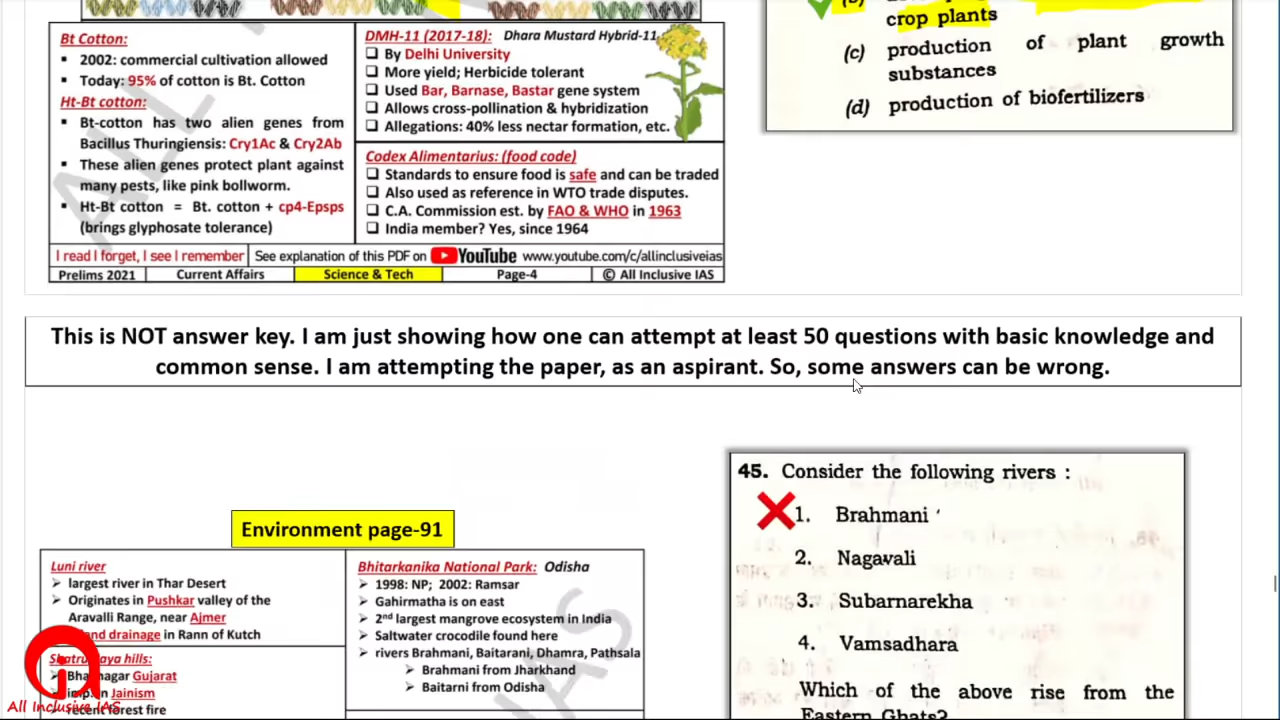 Bt Cotton:
▪ 2002: commercial cultivation allowed
▪ Today: 95% of cotton is Bt. Cotton
Ht-Bt cotton:
▪ Bt-cotton has two alien genes from
Bacillus Thuringiensis: Cry1Ac & Cry2Ab
▪ These alien genes protect plant against
many pests, like pink bollworm.
▪ Ht-Bt cotton = Bt. cotton + cp4-Epsps
(brings glyphosate tolerance)
DMH-11 (2017-18): Dhara Mustard Hybrid-11
❑ By Delhi University
❑ More yield; Herbicide tolerant
❑ Used Bar, Barnase, Bastar gene system
❑ Allows cross-pollination & hybridization
❑ Allegations: 40% less nectar formation, etc.
Codex Alimentarius: (food code)
❑ Standards to ensure food is safe and can be traded
❑ Also used as reference in WTO trade disputes.
❑ C.A. Commission est. by FAO & WHO in 1963
❑ India member? Yes, since 1964
I read I forget, I see I remember See explanation of this PDF on YouTube www.youtube.com/c/allinclusiveias
Prelims 2021 Current Affairs Science & Tech Page-4 © All Inclusive IAS
crop plants
(c) production of plant growth
substances
(d) production of biofertilizers
This is NOT answer key. I am just showing how one can attempt at least 50 questions with basic knowledge and
common sense. I am attempting the paper, as an aspirant. So, some answers can be wrong.
Environment page-91
Luni river
➢ largest river in Thar Desert
➢ Originates in Pushkar valley of the
Aravalli Range, near Ajmer
drainage in Rann of Kutch
hills:
Gujarat
in Jainism
recent forest fire
Bhitarkanika National Park: Odisha
➢ 1998: NP; 2002: Ramsar
➢ Gahirmatha is on east
➢ 2nd largest mangrove ecosystem in India
➢ Saltwater crocodile found here
➢ rivers Brahmani, Baitarani, Dhamra, Pathsala
➢ Brahmani from Jharkhand
➢ Baitarni from Odisha
45. Consider the following rivers :
1. Brahmani
2. Nagavali
3. Subarnarekha
4. Vamsadhara
Which of the above rise from the
Eastern Ghats?
All Inclusive IAS